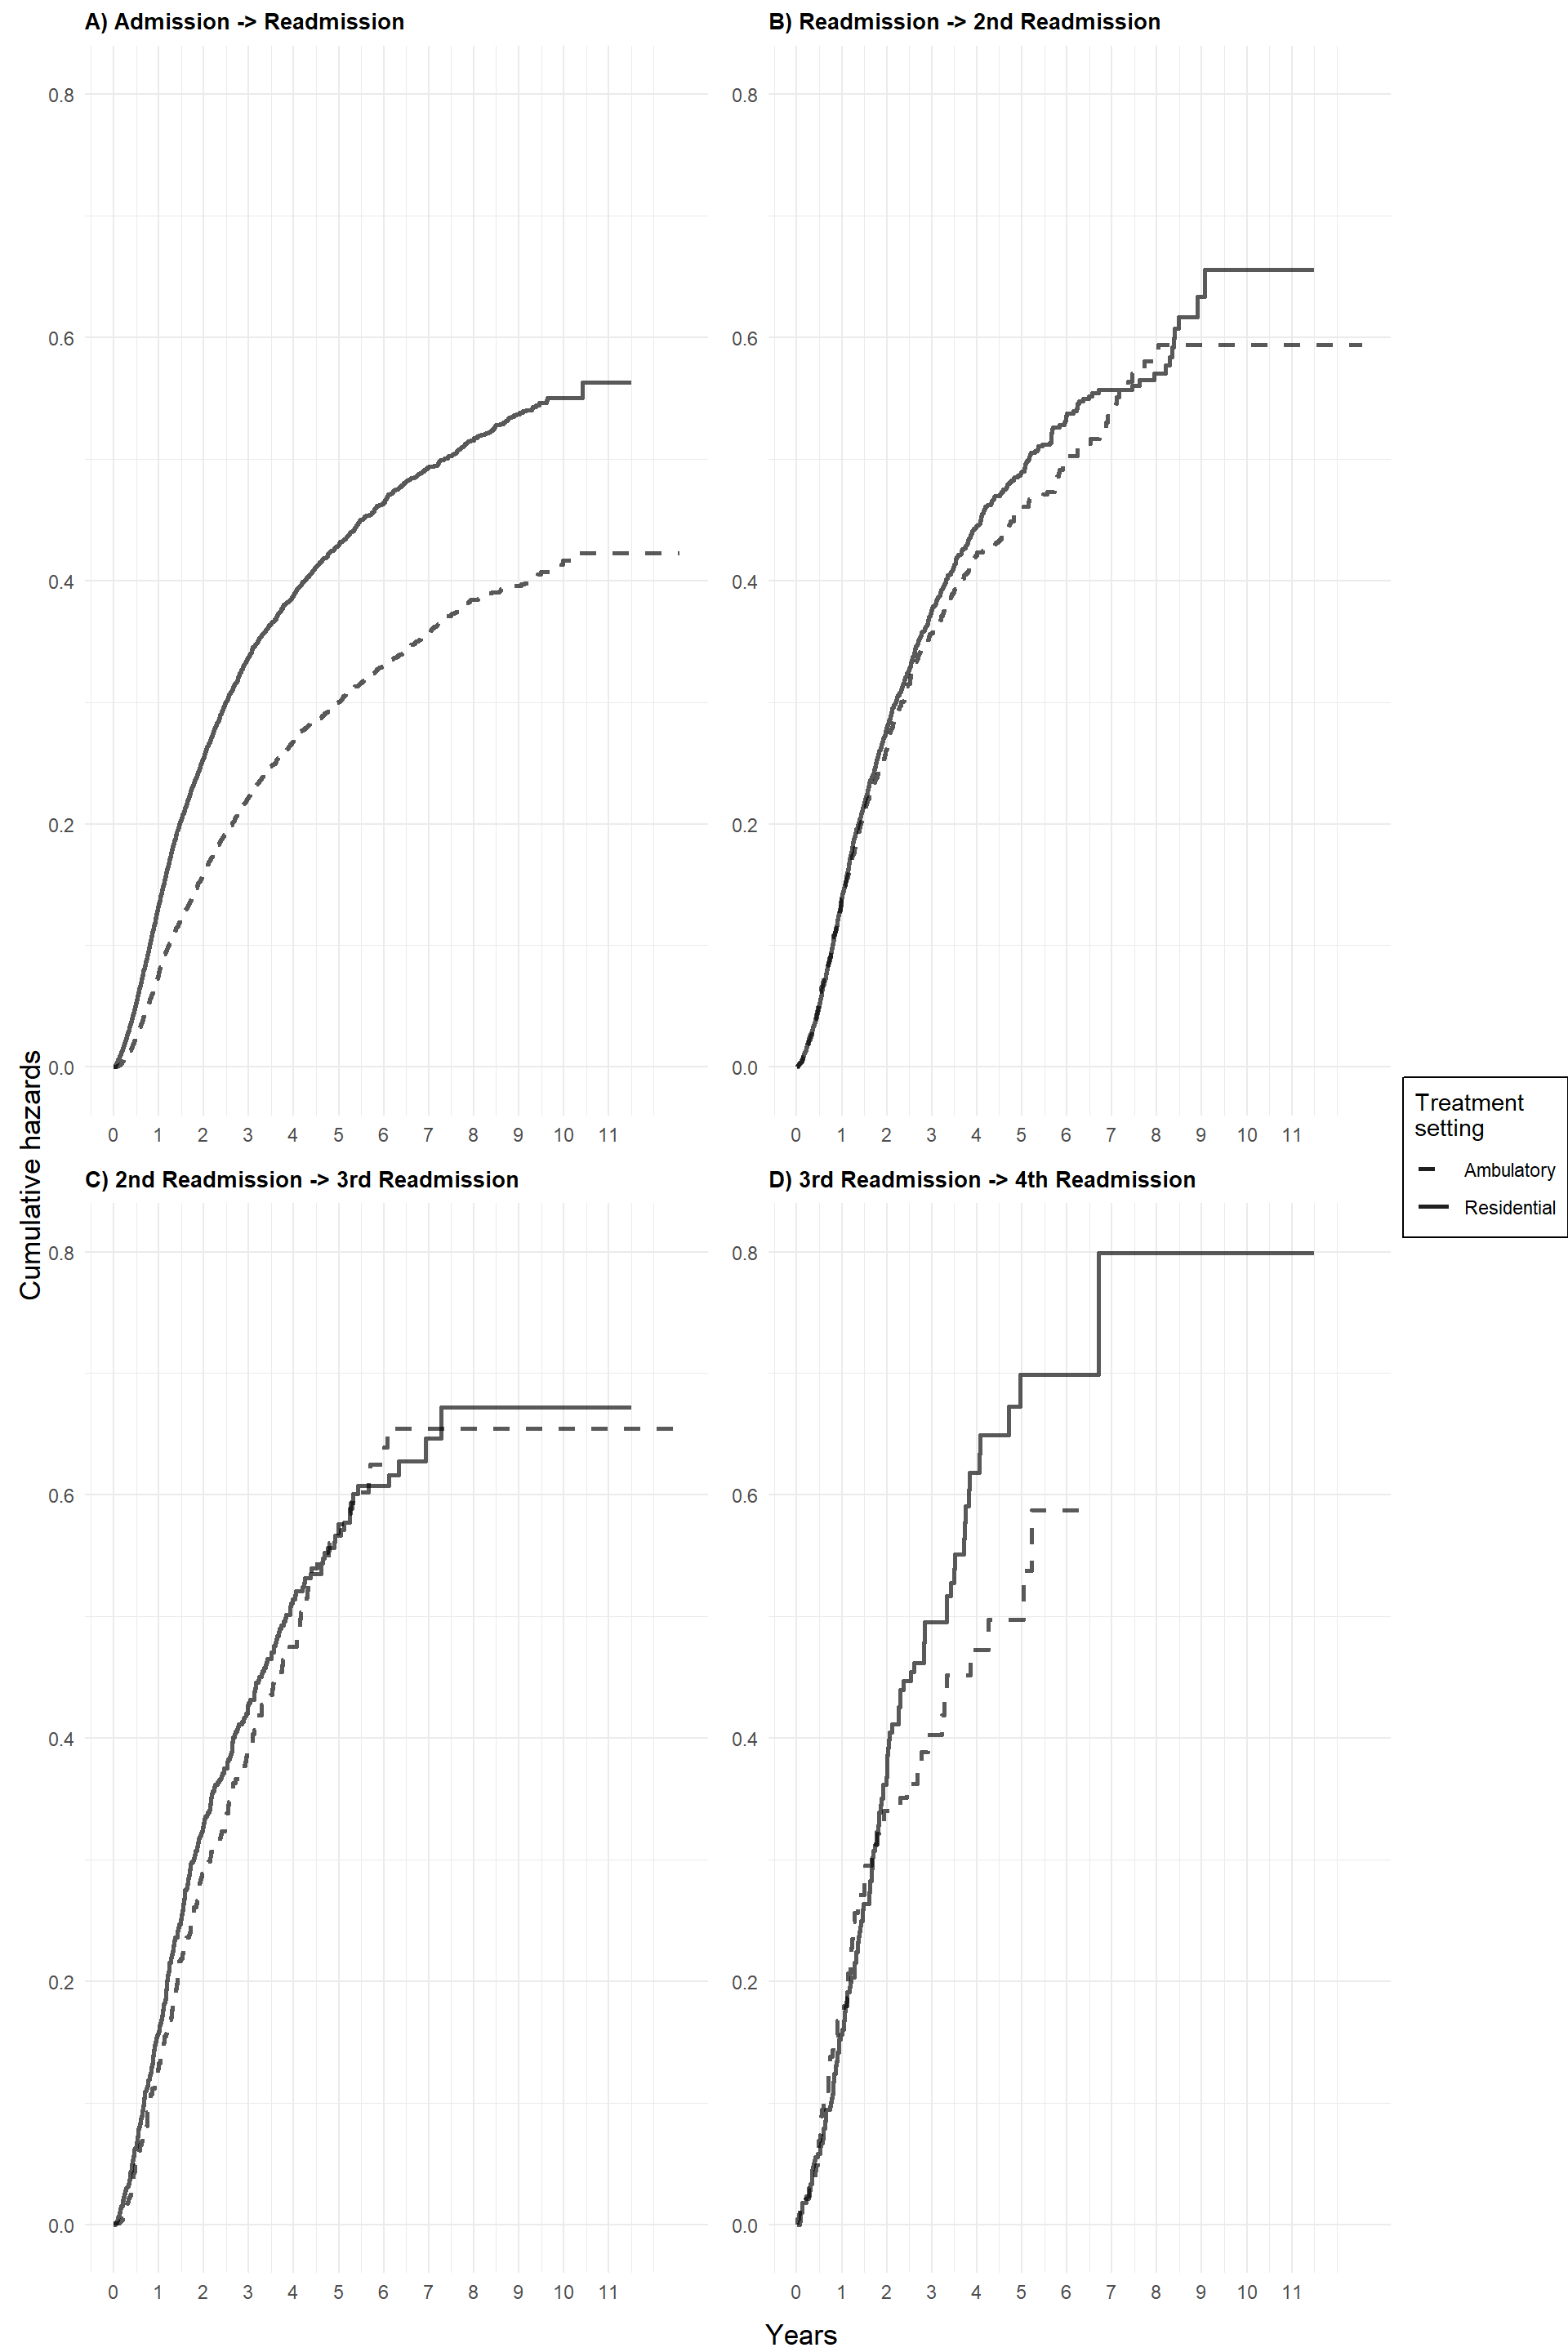 A) Admission -> Readmission
B) Readmission -> 2nd Readmission
0.8
0.6
0.4
0.2
0.0
0 1 2 3 4 5 6 7 8 9 10 11
0.8
0.6
0.4
0.2
0.0
0 1 2 3 4 5 6 7 8 9 10 11
Cumulative hazards
C) 2nd Readmission -> 3rd Readmission
D) 3rd Readmission -> 4th Readmission
0.8
0.6
0.4
0.2
0.0
0 1 2 3 4 5 6 7 8 9 10 11
0.8
0.6
0.4
0.2
0.0
0 1 2 3 4 5 6 7 8 9 10 11
Years
Treatment
setting
Ambulatory
Residential